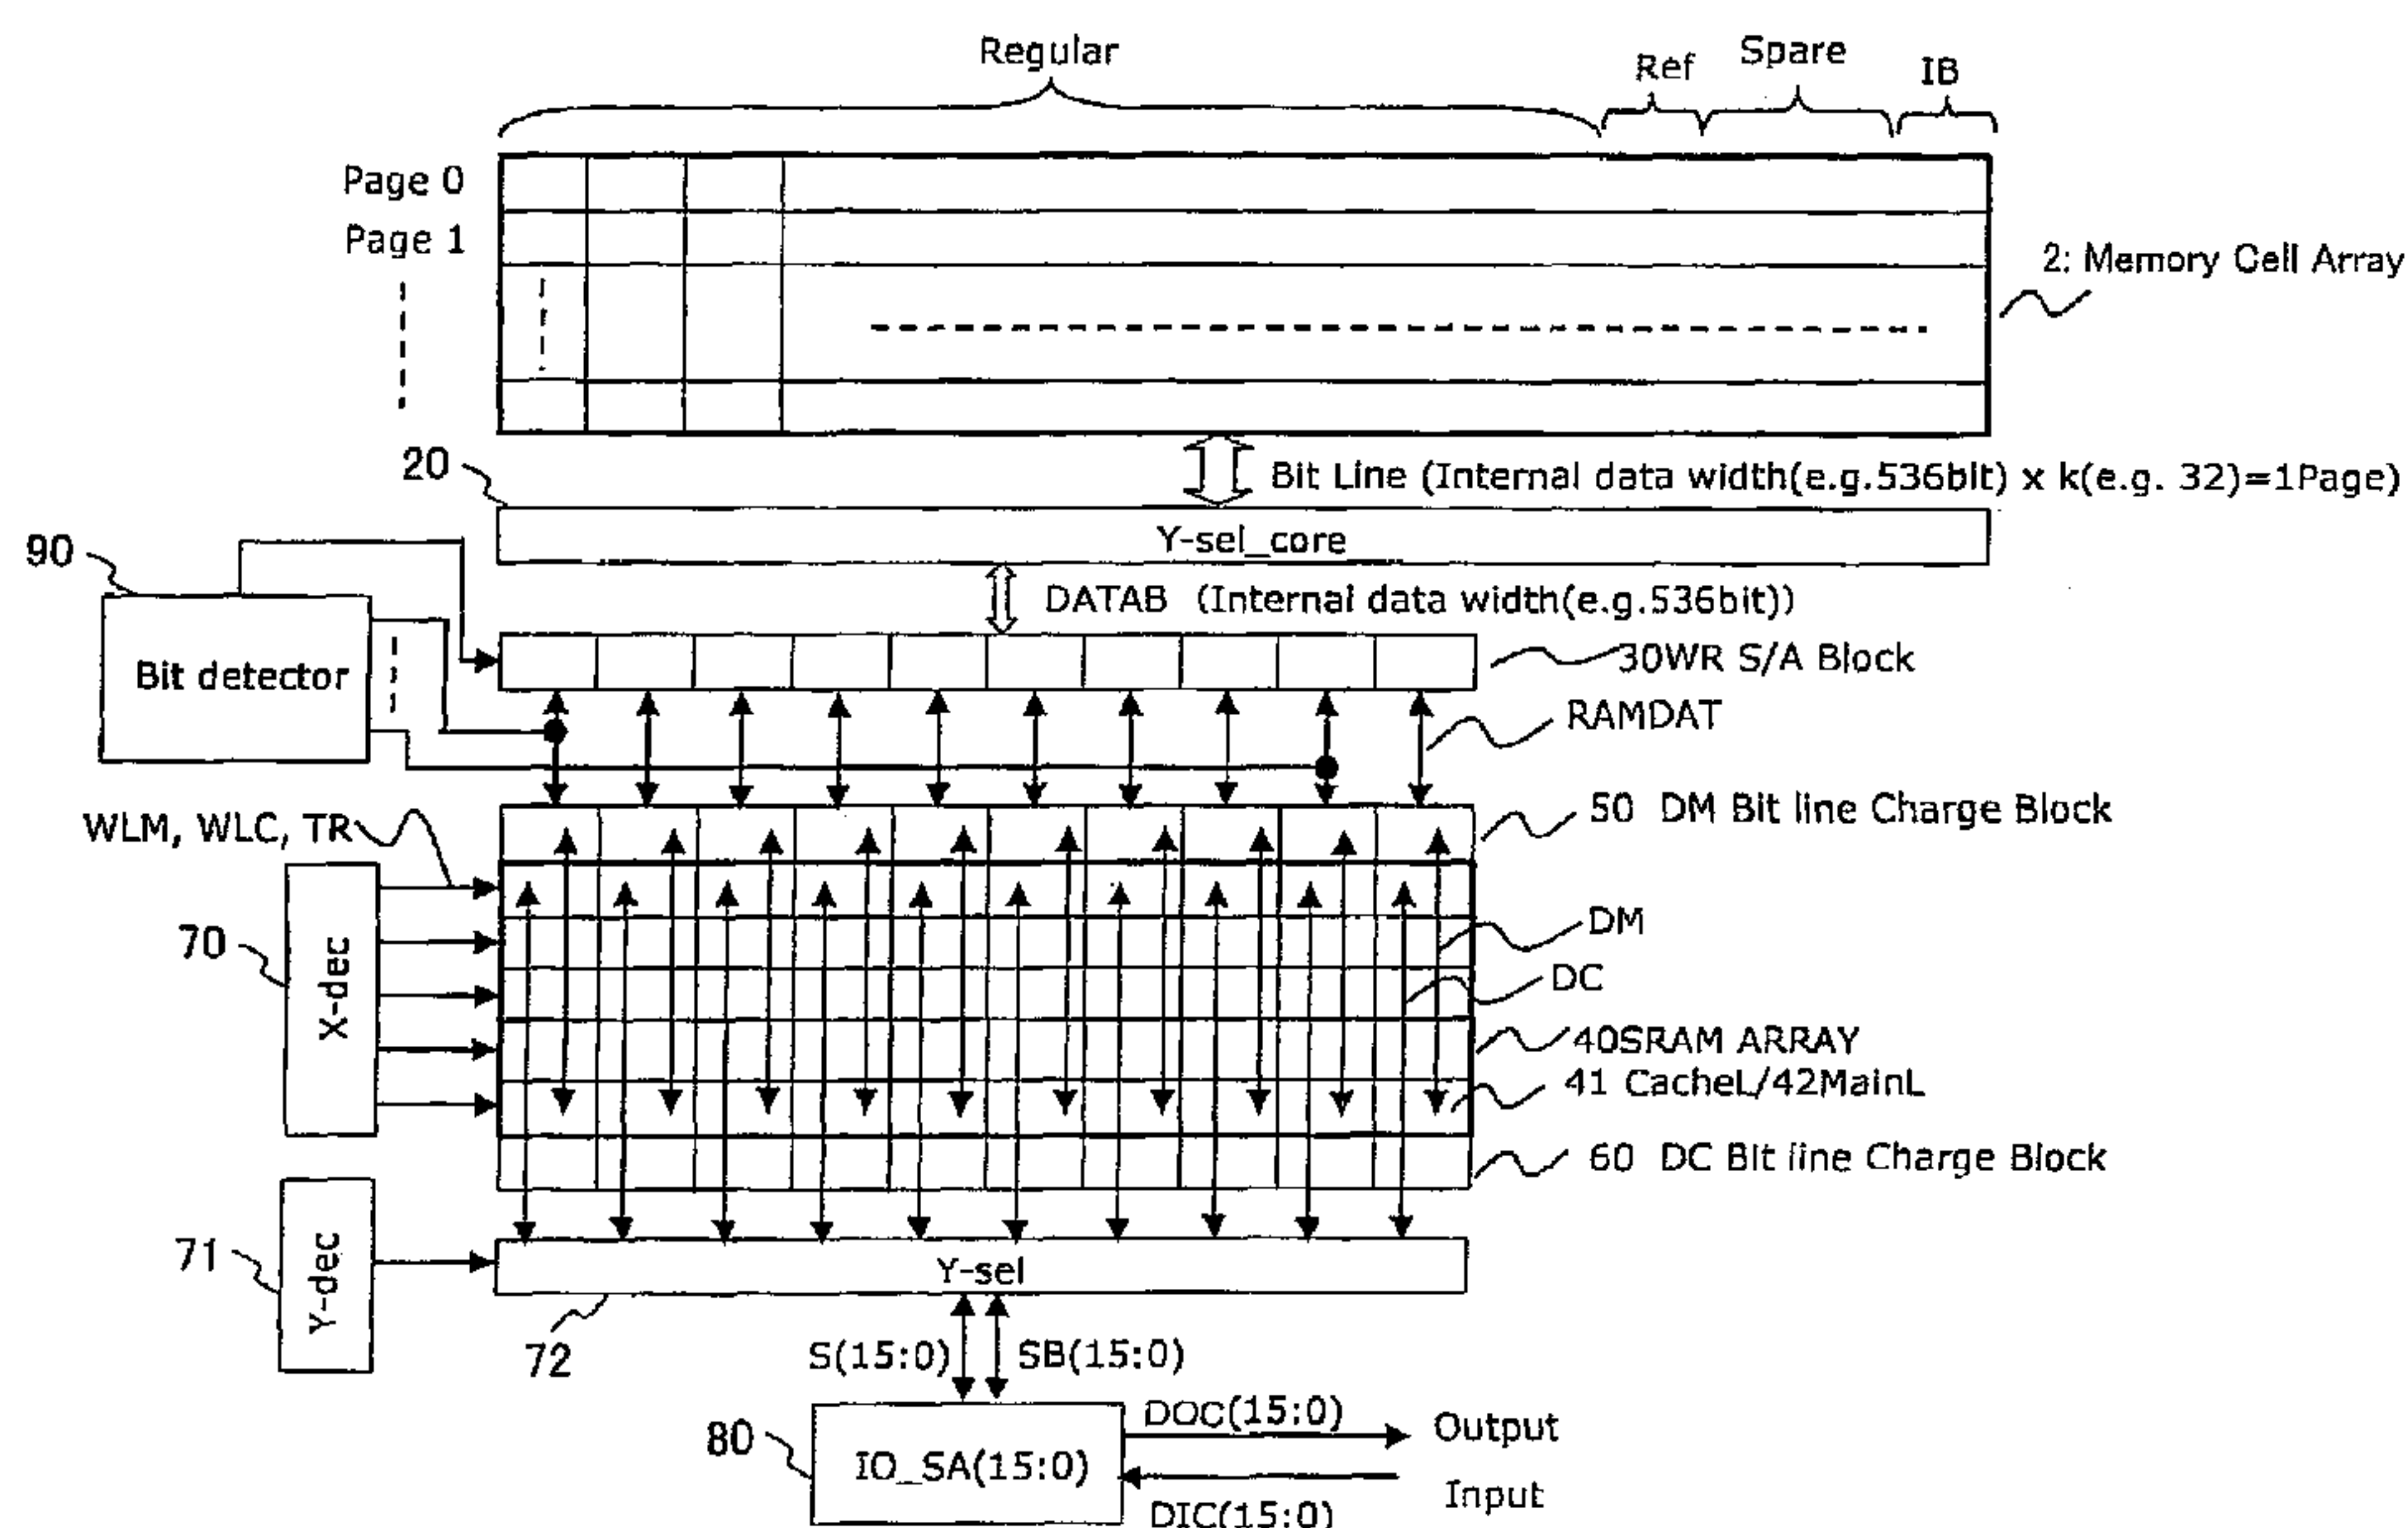 Regular
Ref
Spare
IB
Page 0
Page 1
2: Memory Cell Array
20
Bit Line (Internal data width(e.g.536bit) x k(e.g. 32)=1Page)
Y-sel_core
90
DATAB (Internal data width(e.g.536bit))
Bit detector
30WR S/A Block
RAMDAT
WLM, WLC, TR
50 DM Bit line Charge Block
70
X-dec
DM
DC
40SRAM ARRAY
41 CacheL/42MainL
60 DC Bit line Charge Block
71
Y-dec
Y-sel
72
S(15:0)
SB(15:0)
80
IO_SA(15:0)
DOC(15:0)
Output
Input
DIC(15:0)